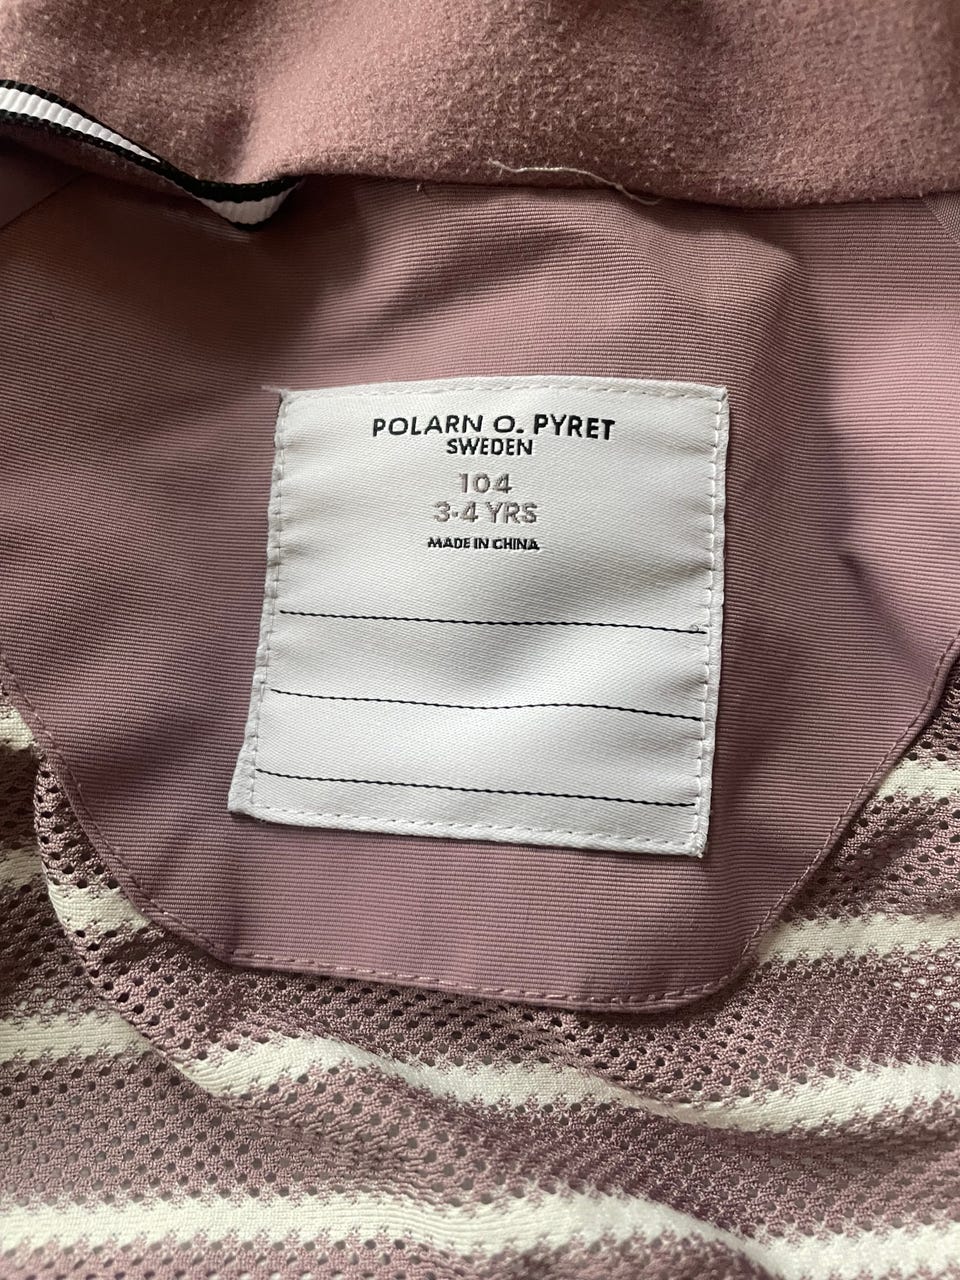 POLARN O. PYRET
SWEDEN
104
3-4 YRS
MADE IN CHINA